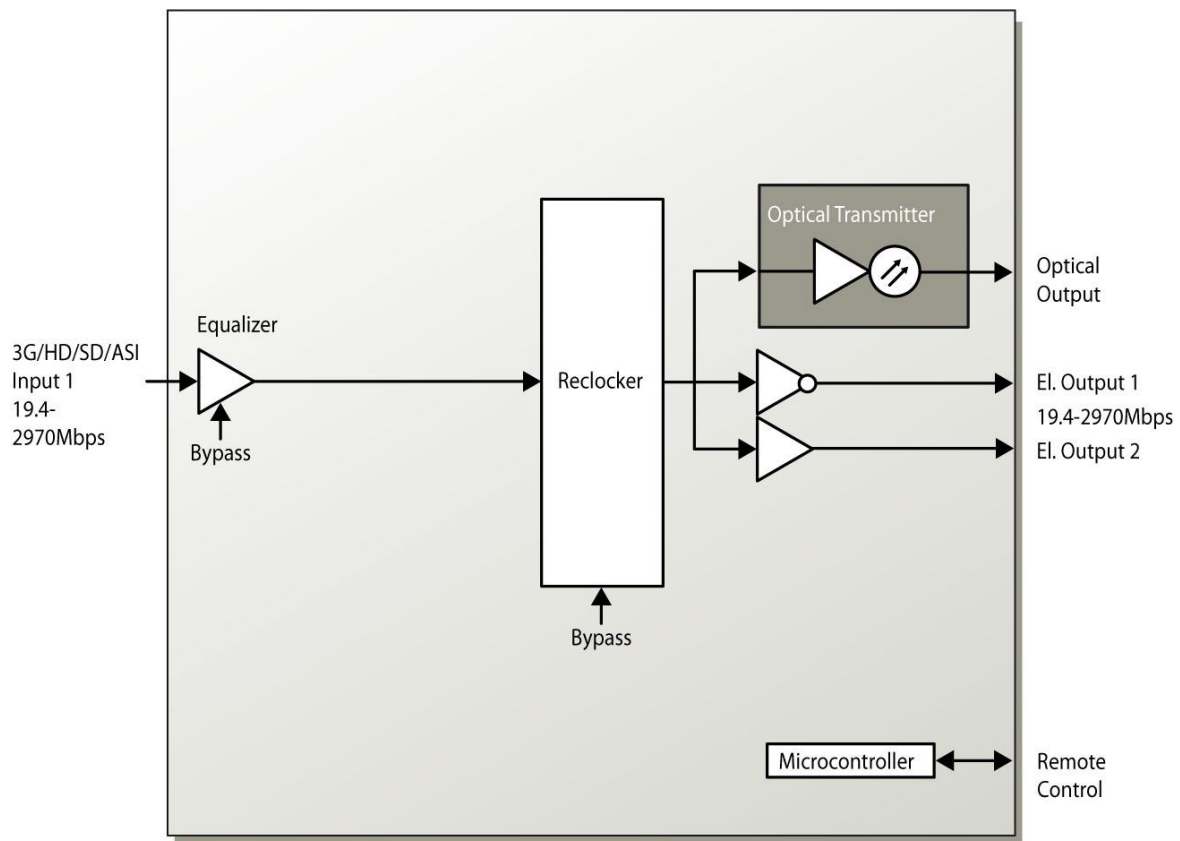 Optical Transmitter
Optical
Output
Equalizer
3G/HD/SD/ASI
Input 1
19.4-
2970Mbps
Bypass
Reclocker
El. Output 1
19.4-2970Mbps
El. Output 2
Bypass
Microcontroller
Remote
Control